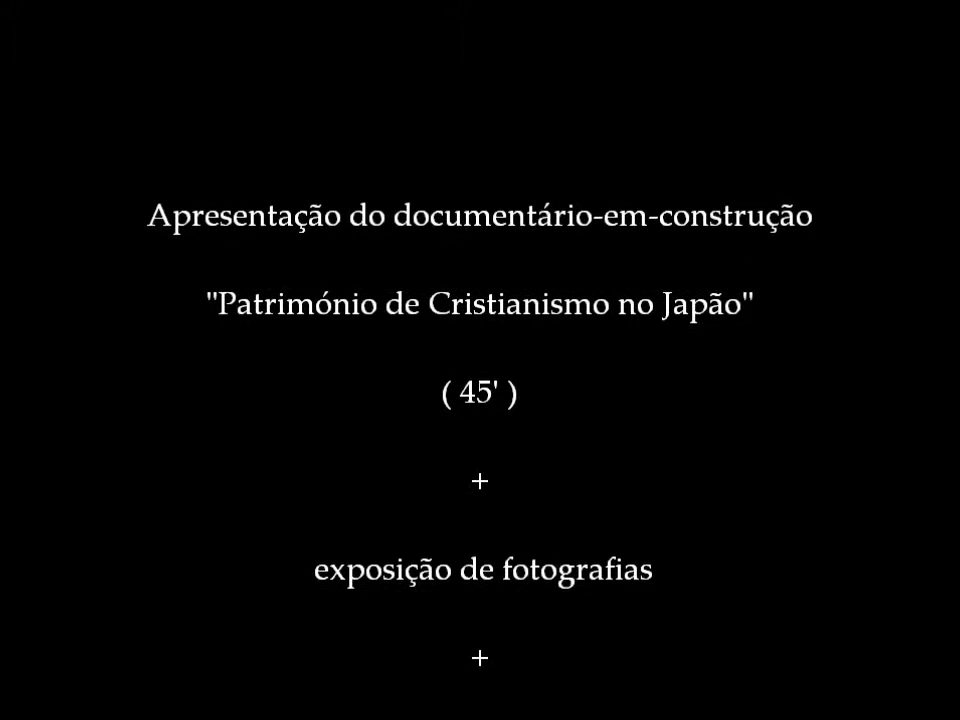 Apresentação do documentário-em-construção
"Património de Cristianismo no Japão"
( 45' )
+
exposição de fotografias
+